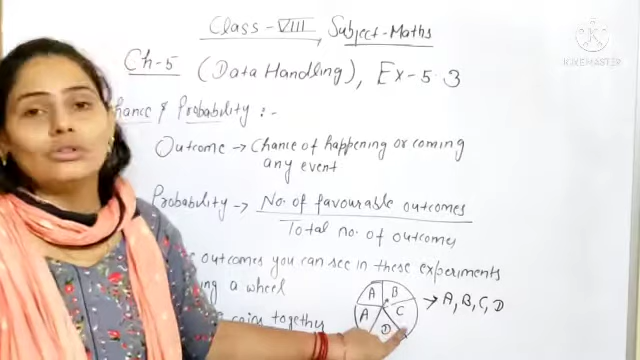 Class - VIII, Subject - Maths
Ch-5 (Data Handling), Ex-5.3
hance & Probability :-
Outcome → Chance of happening or coming
any event
Probability → No. of favourable outcomes
Total no. of outcomes
outcomes you can see in these experiments
ing a wheel
A B
A C
D
→ A, B, C, D
coins together
KINEMASTER